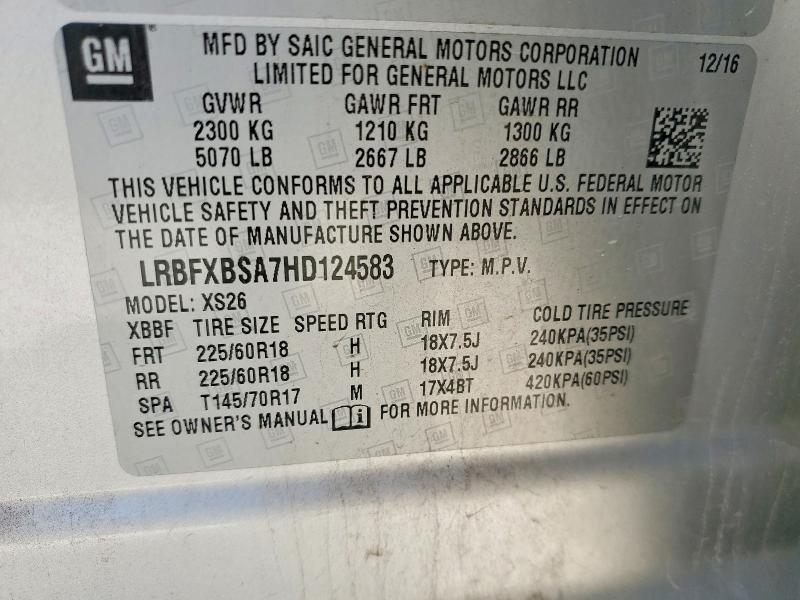 GM
MFD BY SAIC GENERAL MOTORS CORPORATION
LIMITED FOR GENERAL MOTORS LLC
12/16
GVWR GAWR FRT GAWR RR
2300 KG 1210 KG 1300 KG
5070 LB 2667 LB 2866 LB
THIS VEHICLE CONFORMS TO ALL APPLICABLE U.S. FEDERAL MOTOR
VEHICLE SAFETY AND THEFT PREVENTION STANDARDS IN EFFECT ON
THE DATE OF MANUFACTURE SHOWN ABOVE.
LRBFXBSA7HD124583 TYPE: M.P.V.
MODEL: XS26
XBBF TIRE SIZE SPEED RTG RIM COLD TIRE PRESSURE
FRT 225/60R18 H 18X7.5J 240KPA(35PSI)
RR 225/60R18 H 18X7.5J 240KPA(35PSI)
SPA T145/70R17 M 17X4BT 420KPA(60PSI)
SEE OWNER'S MANUAL FOR MORE INFORMATION.